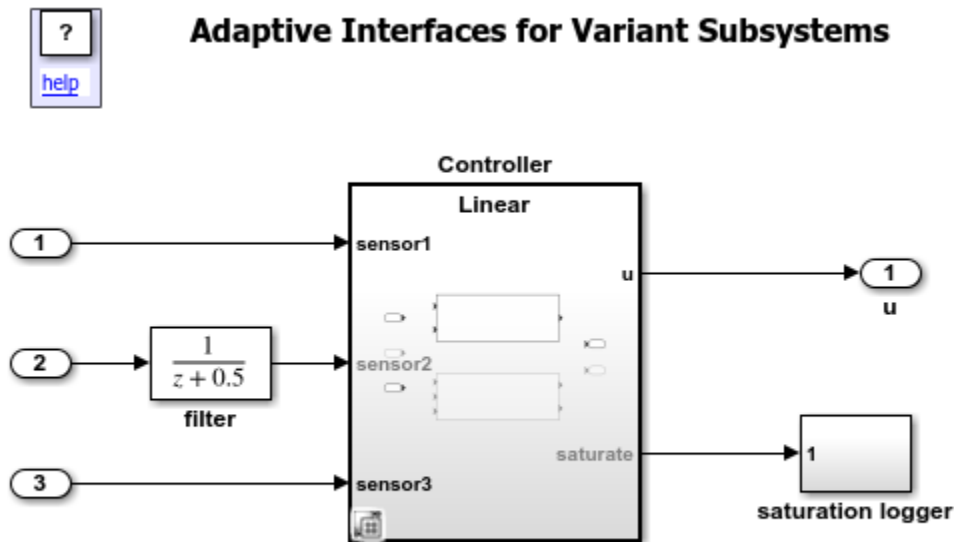 ?
help
Adaptive Interfaces for Variant Subsystems
Controller
Linear
1
sensor1
u
1
u
2
1
z + 0.5
filter
sensor2
saturate
1
saturation logger
3
sensor3